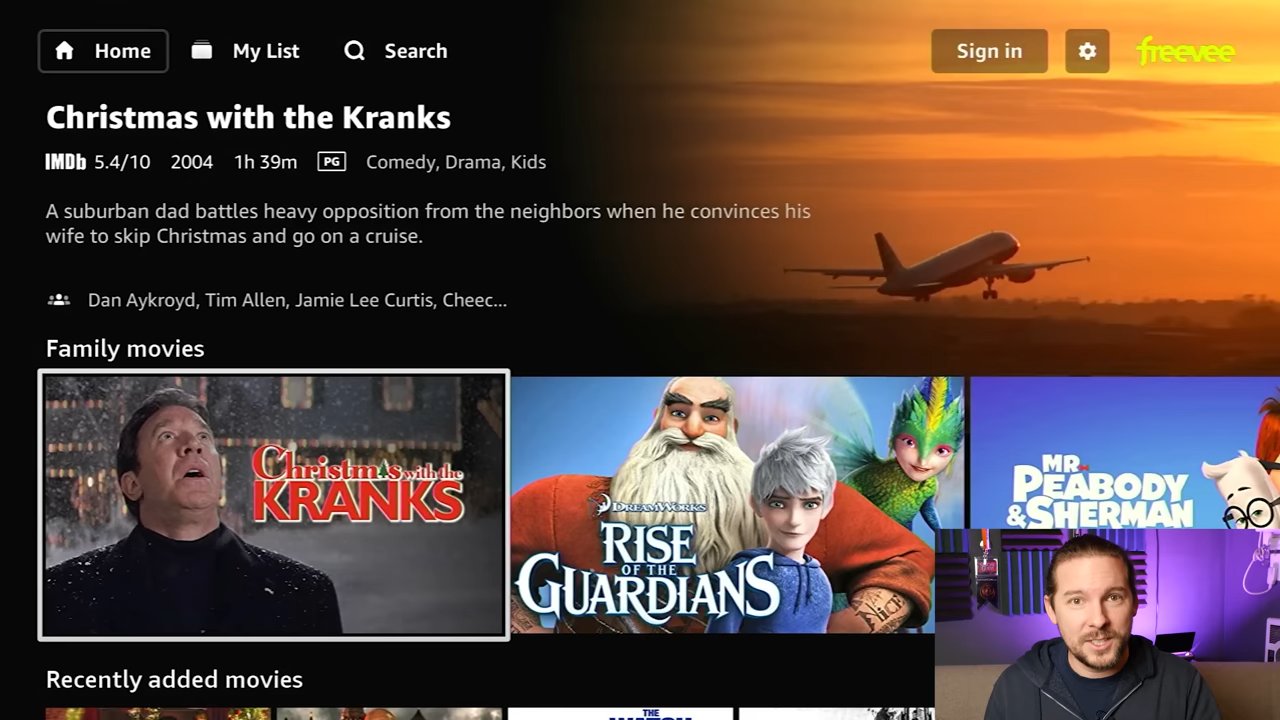 Home
My List
Search
Sign in
freevee
Christmas with the Kranks
IMDb 5.4/10 2004 1h 39m PG Comedy, Drama, Kids
A suburban dad battles heavy opposition from the neighbors when he convinces his
wife to skip Christmas and go on a cruise.
Dan Aykroyd, Tim Allen, Jamie Lee Curtis, Cheec...
Family movies
Christmas with the
KRANKS
DREAMWORKS
RISE
OF THE
GUARDIANS
Nice
MR.
PEABODY
& SHERMAN
Recently added movies
THE